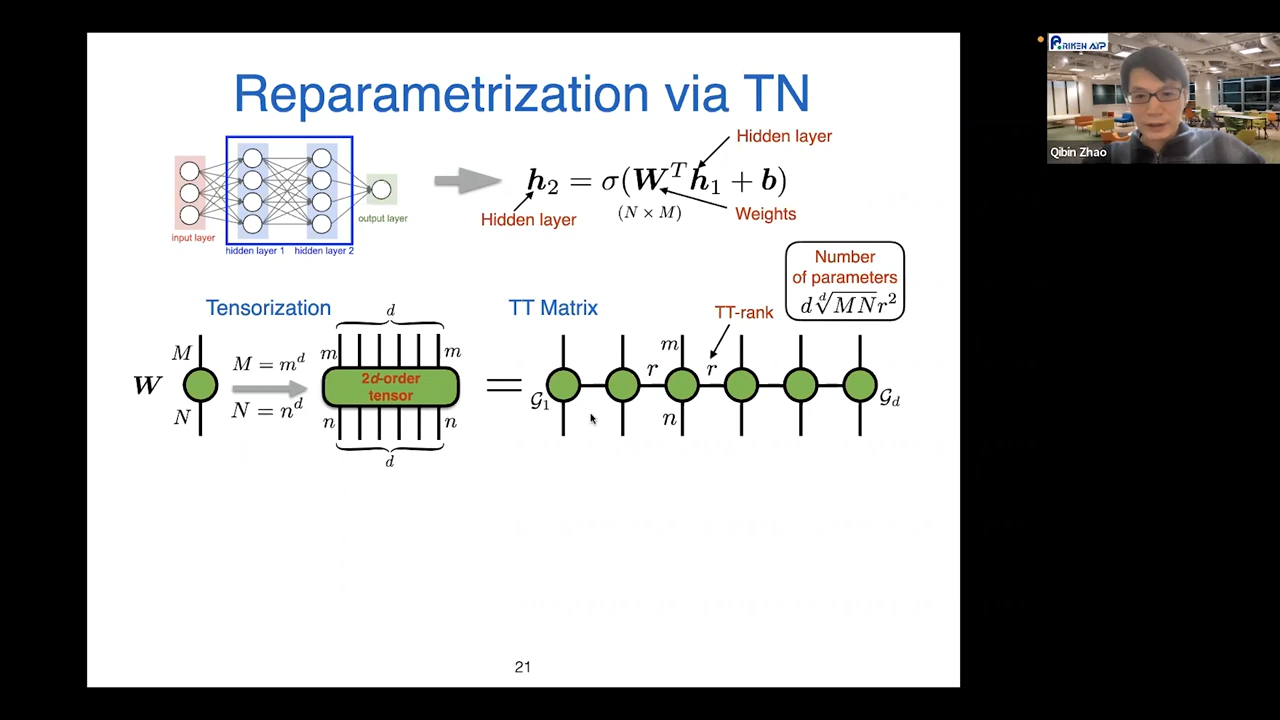 Reparametrization via TN
Hidden layer
h₂ = σ(Wᵀh₁ + b)
(N × M)
Hidden layer
Weights
input layer
hidden layer 1
hidden layer 2
output layer
Number
of parameters
d ᵈ√MN r²
Tensorization
d
TT Matrix
TT-rank
M
M = mᵈ
m
m
m
r
r
W
2d-order
tensor
=
G₁
G_d
N
N = nᵈ
n
n
n
d
21
RIKEN AIP
Qibin Zhao